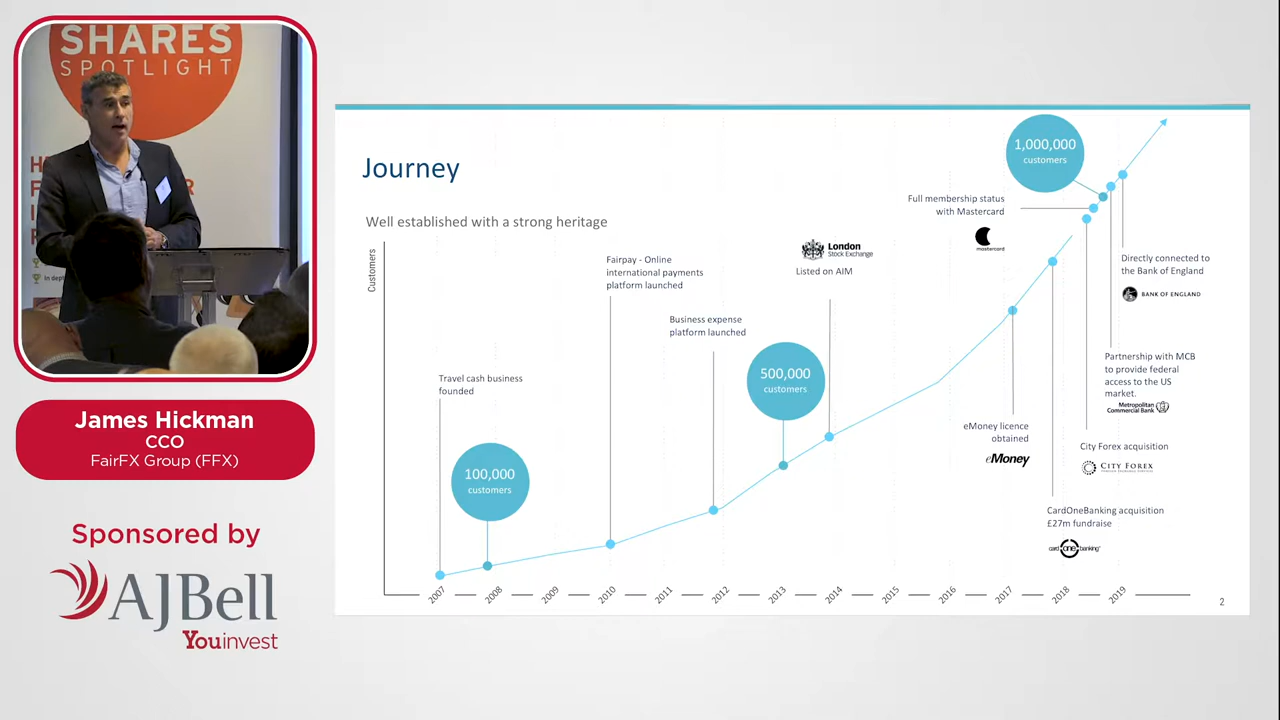 SHARES
SPOTLIGHT
James Hickman
CCO
FairFX Group (FFX)
Sponsored by
AJBell
Youinvest
Journey
Well established with a strong heritage
Customers
Travel cash business
founded
100,000
customers
Fairpay - Online
international payments
platform launched
Business expense
platform launched
500,000
customers
London
Stock Exchange
Listed on AIM
Full membership status
with Mastercard
mastercard
1,000,000
customers
Directly connected to
the Bank of England
BANK OF ENGLAND
Partnership with MCB
to provide federal
access to the US
market.
Metropolitan
Commercial Bank
eMoney licence
obtained
eMoney
City Forex acquisition
CITY FOREX
CardOneBanking acquisition
£27m fundraise
card one banking
2007
2008
2009
2010
2011
2012
2013
2014
2015
2016
2017
2018
2019
2